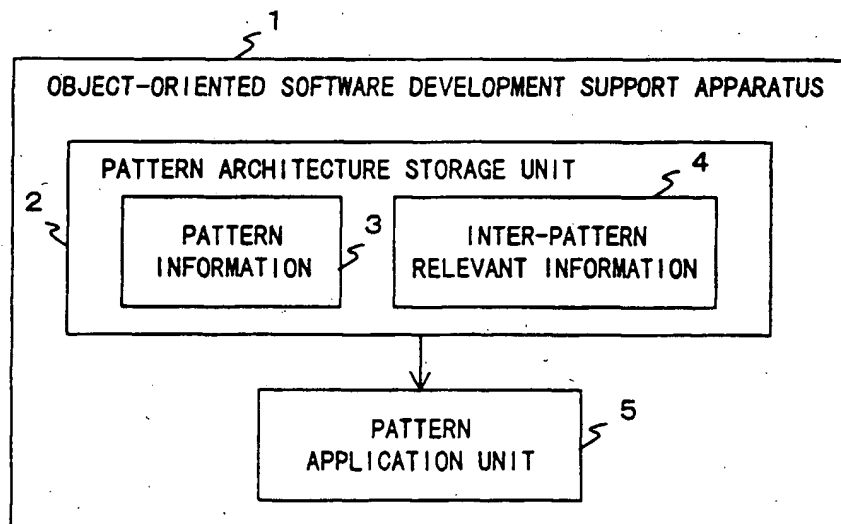 1
OBJECT-ORIENTED SOFTWARE DEVELOPMENT SUPPORT APPARATUS
PATTERN ARCHITECTURE STORAGE UNIT
4
2
PATTERN
INFORMATION
3
INTER-PATTERN
RELEVANT INFORMATION
PATTERN
APPLICATION UNIT
5